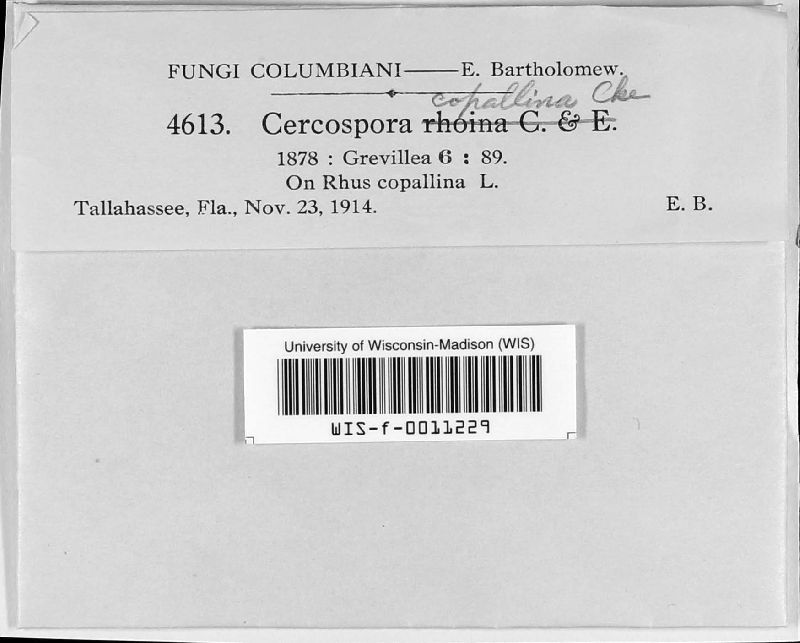 FUNGI COLUMBIANI——E. Bartholomew.
copallina Cke
4613. Cercospora rhoina C. & E.
1878 : Grevillea 6 : 89.
On Rhus copallina L.
Tallahassee, Fla., Nov. 23, 1914. E. B.
University of Wisconsin-Madison (WIS)
WIS-f-0011229